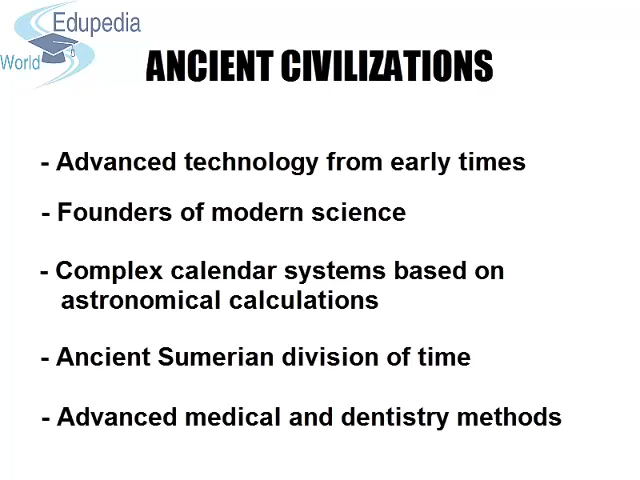 Edupedia
World
ANCIENT CIVILIZATIONS
- Advanced technology from early times
- Founders of modern science
- Complex calendar systems based on
astronomical calculations
- Ancient Sumerian division of time
- Advanced medical and dentistry methods